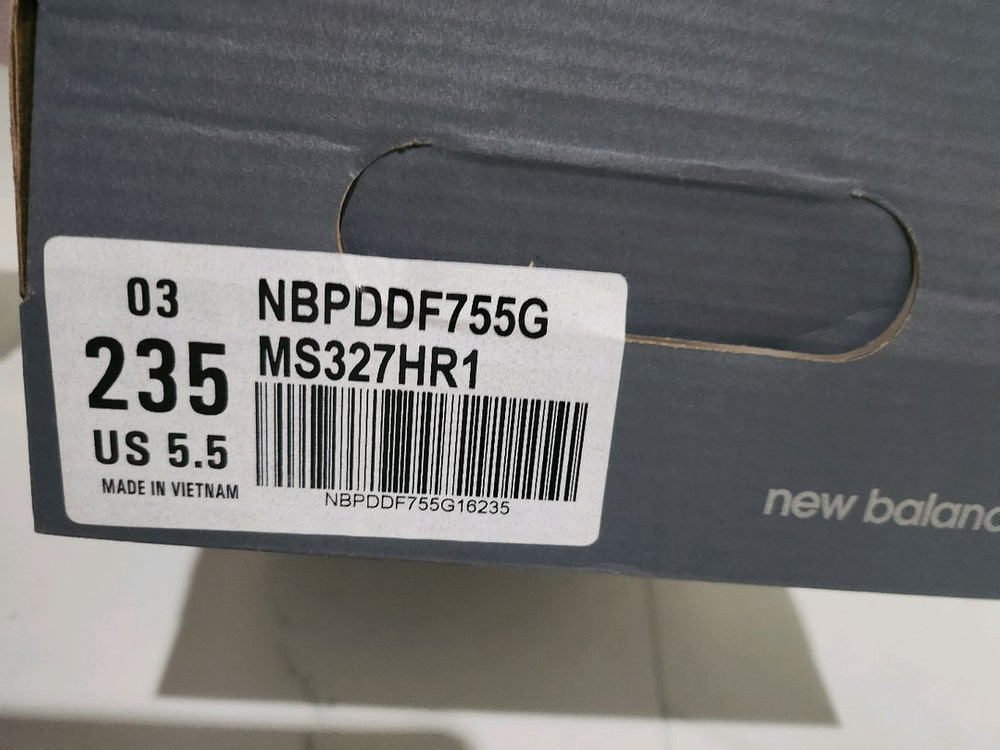 03
235
US 5.5
MADE IN VIETNAM
NBPDDF755G
MS327HR1
NBPDDF755G16235
new balanc